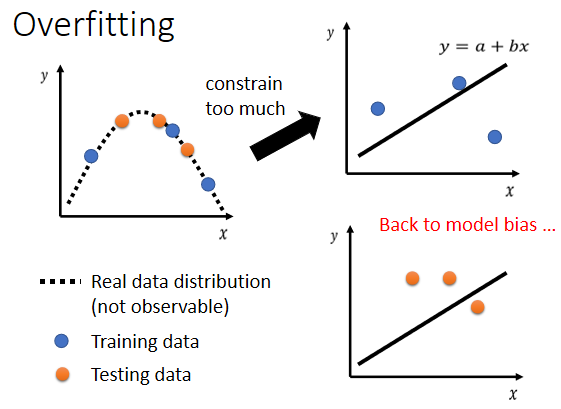 Overfitting
y
x
constrain
too much
y
y = a + bx
x
Back to model bias ...
y
x
Real data distribution
(not observable)
Training data
Testing data